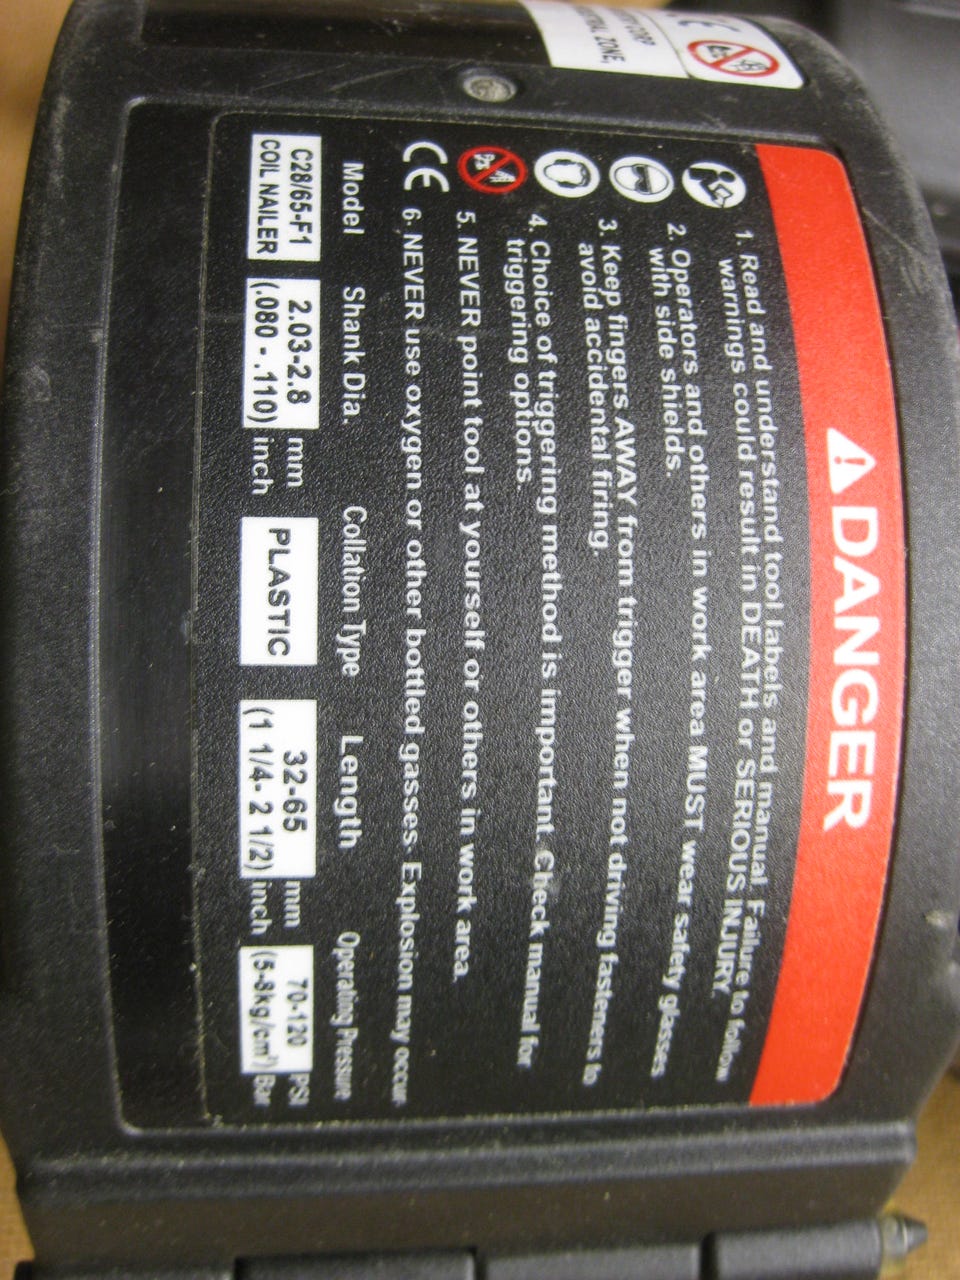 CE
DANGER
1. Read and understand tool labels and manual. Failure to follow
warnings could result in DEATH or SERIOUS INJURY.
2. Operators and others in work area MUST wear safety glasses
with side shields.
3. Keep fingers AWAY from trigger when not driving fasteners to
avoid accidental firing.
4. Choice of triggering method is important. Check manual for
triggering options.
5. NEVER point tool at yourself or others in work area.
6. NEVER use oxygen or other bottled gasses. Explosion may occur.
CE
Model Shank Dia. Collation Type Length Operating Pressure
C28/65-F1 2.03-2.8 mm PLASTIC 32-65 mm 70-120 PSI
COIL NAILER (.080 - .110) inch (1 1/4- 2 1/2) inch (5-8kg/cm²) Bar
CORP
ZONE,